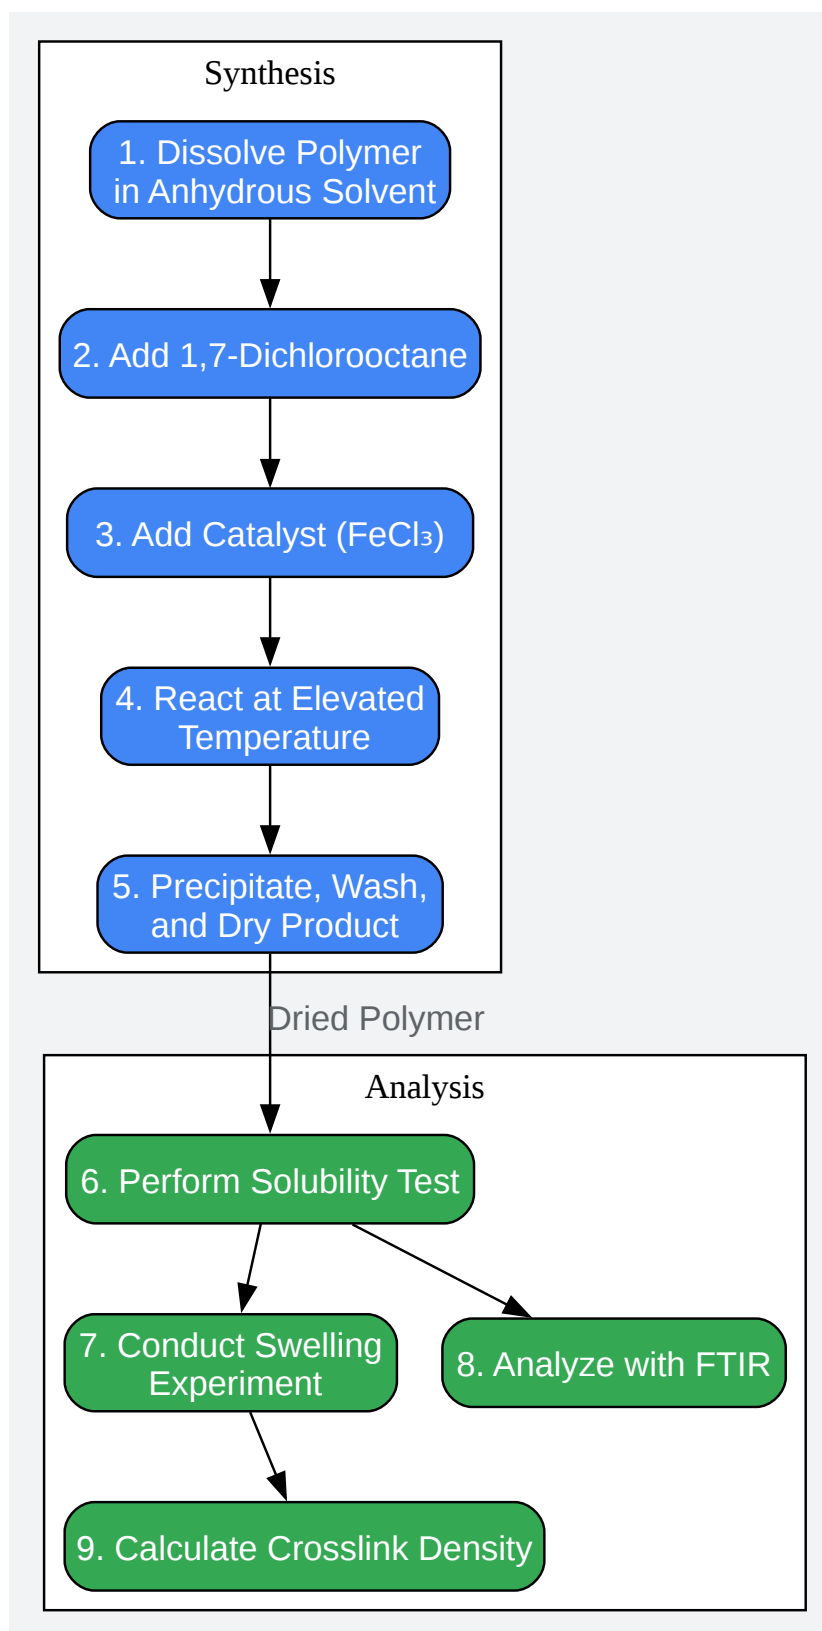 Synthesis
1. Dissolve Polymer
in Anhydrous Solvent
2. Add 1,7-Dichlorooctane
3. Add Catalyst (FeCl₃)
4. React at Elevated
Temperature
5. Precipitate, Wash,
and Dry Product
Dried Polymer
Analysis
6. Perform Solubility Test
7. Conduct Swelling
Experiment
8. Analyze with FTIR
9. Calculate Crosslink Density